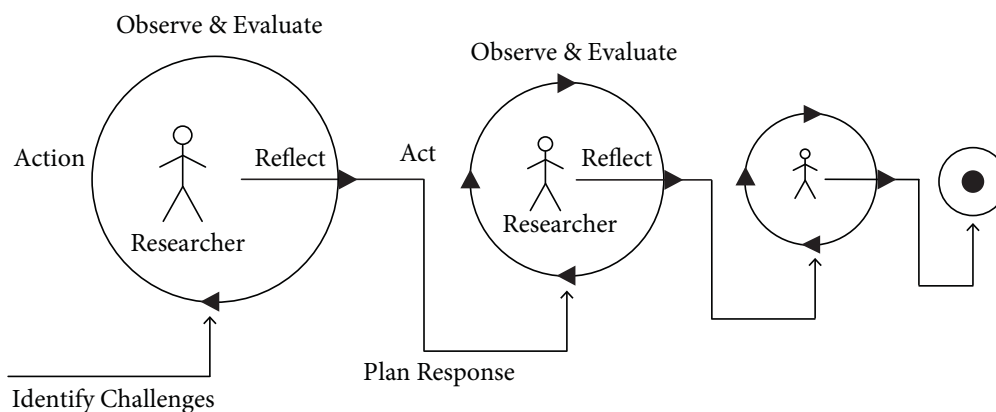 Observe & Evaluate
Action
Reflect
Researcher
Identify Challenges
Observe & Evaluate
Act
Reflect
Researcher
Plan Response